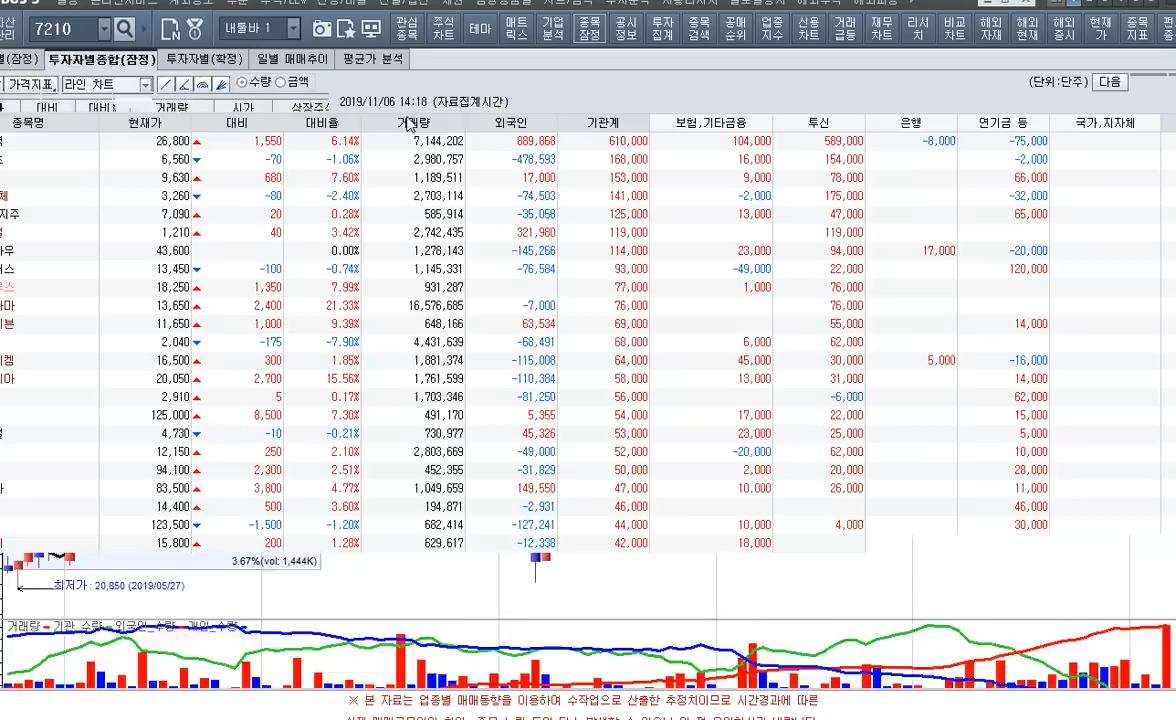 7210 내툴바 1 관심종목 주식차트 테마 매트릭스 기업분석 종목잠정 공시정보 투자집계 종목검색 공매순위 업종지수 신용차트 거래급등 재무차트 리서치 비교차트 해외자재 해외현재 해외증시 현재가 종목지표
(잠정) 투자자별종합(잠정) 투자자별(확정) 일별 매매추이 평균가 분석
가격지표 라인 차트 수량 금액 (단위:단주) 다음
2019/11/06 14:18 (자료집계시간)
대비 거래량 시가
종목명 현재가 대비 대비율 거래량 외국인 기관계 보험,기타금융 투신 은행 연기금 등 국가,지자체
26,800 1,550 6.14% 7,144,202 889,868 610,000 104,000 589,000 -8,000 -75,000
6,560 -70 -1.06% 2,980,757 -478,593 168,000 16,000 154,000 -2,000
9,630 680 7.60% 1,189,511 17,000 153,000 9,000 78,000 66,000
체 3,260 -80 -2.40% 2,703,114 -74,503 141,000 -2,000 175,000 -32,000
지주 7,090 20 0.28% 585,914 -35,058 125,000 13,000 47,000 65,000
1,210 40 3.42% 2,742,435 321,980 119,000 119,000
43,600 0.00% 1,278,143 -145,266 114,000 23,000 94,000 17,000 -20,000
13,450 -100 -0.74% 1,145,331 -76,584 93,000 -49,000 22,000 120,000
18,250 1,350 7.99% 931,287 77,000 1,000 76,000
13,650 2,400 21.33% 16,576,685 -7,000 76,000 76,000
11,650 1,000 9.39% 648,166 63,534 69,000 55,000 14,000
2,040 -175 -7.90% 4,431,639 -68,491 68,000 6,000 62,000
16,500 300 1.85% 1,881,374 -115,008 64,000 45,000 30,000 5,000 -16,000
20,050 2,700 15.56% 1,761,599 -110,384 58,000 13,000 31,000 14,000
2,910 5 0.17% 1,703,346 -81,250 56,000 -6,000 62,000
125,000 8,500 7.30% 491,170 5,355 54,000 17,000 22,000 15,000
4,730 -10 -0.21% 730,977 45,326 53,000 23,000 25,000 5,000
12,150 250 2.10% 2,803,669 -49,000 52,000 -20,000 62,000 10,000
94,100 2,300 2.51% 452,355 -31,829 50,000 2,000 20,000 28,000
83,500 3,800 4.77% 1,049,659 149,550 47,000 10,000 26,000 11,000
14,400 500 3.60% 194,871 -2,931 46,000 46,000
123,500 -1,500 -1.20% 682,414 -127,241 44,000 10,000 4,000 30,000
15,800 200 1.28% 629,617 -12,338 42,000 18,000
3.67%(vol: 1,444K)
최저가 : 20,850 (2019/05/27)
거래량 기관_수량 외국인_수량 개인_수량
※ 본 자료는 업종별 매매동향을 이용하여 수작업으로 산출한 추정치이므로 시간경과에 따른